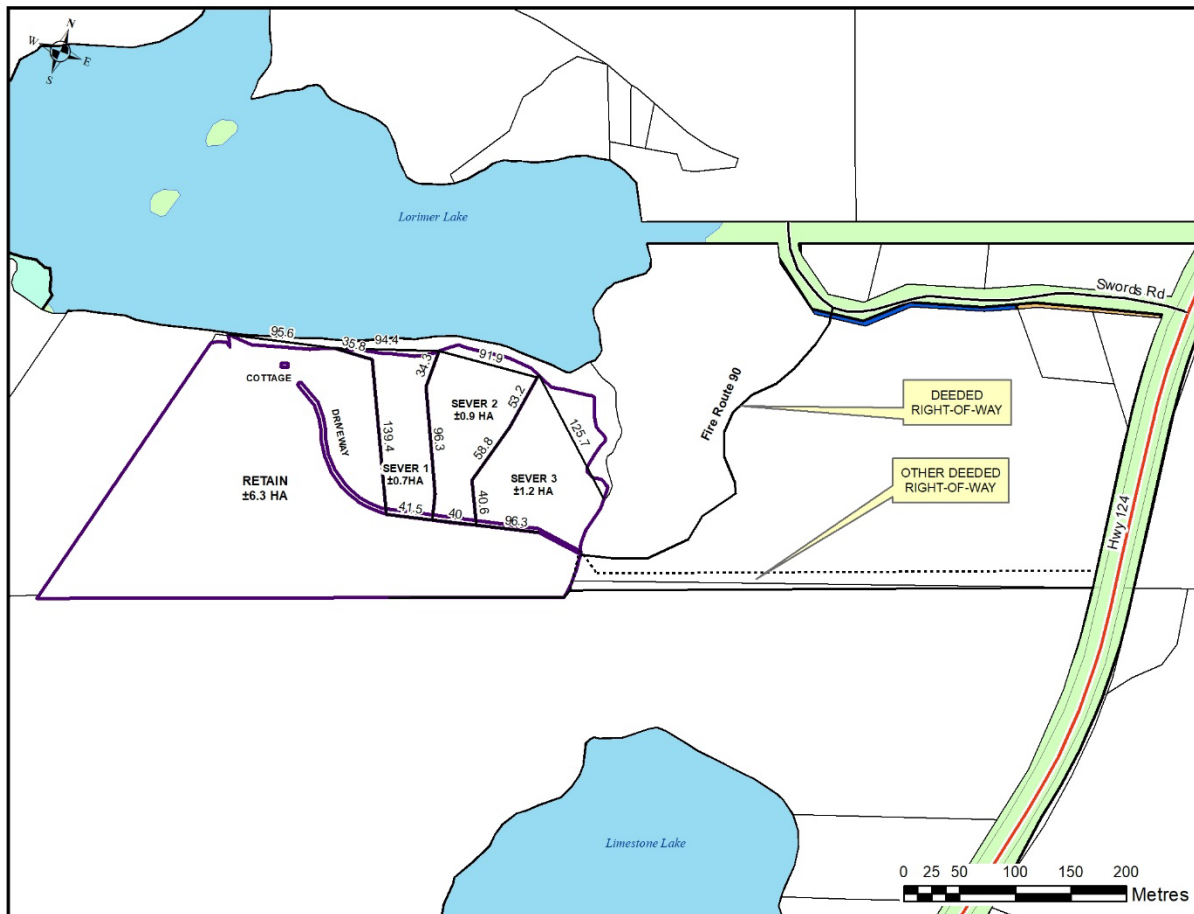 N
W
E
S
Lorimer Lake
Swords Rd
95.6
35.8
94.4
91.9
34.3
COTTAGE
SEVER 2
±0.9 HA
53.2
DRIVEWAY
139.4
96.3
58.8
125.7
Fire Route 90
DEEDED
RIGHT-OF-WAY
SEVER 1
±0.7HA
RETAIN
±6.3 HA
SEVER 3
±1.2 HA
OTHER DEEDED
RIGHT-OF-WAY
41.5
40
40.6
96.3
Hwy 124
Limestone Lake
0 25 50 100 150 200
Metres